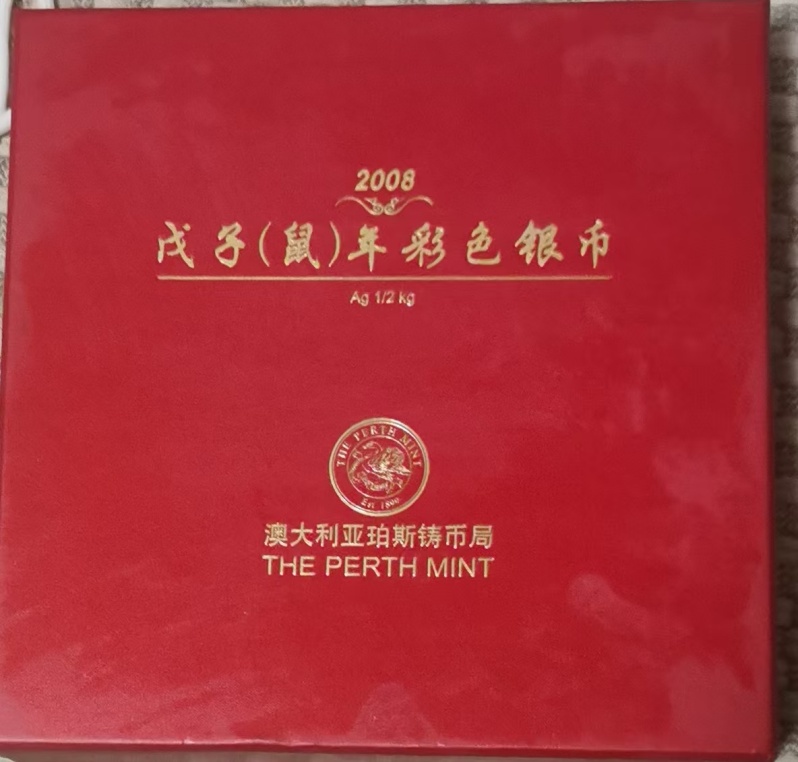 2008
戊子(鼠)年彩色银币
Ag 1/2 kg
THE PERTH MINT
Est 1899
澳大利亚珀斯铸币局
THE PERTH MINT